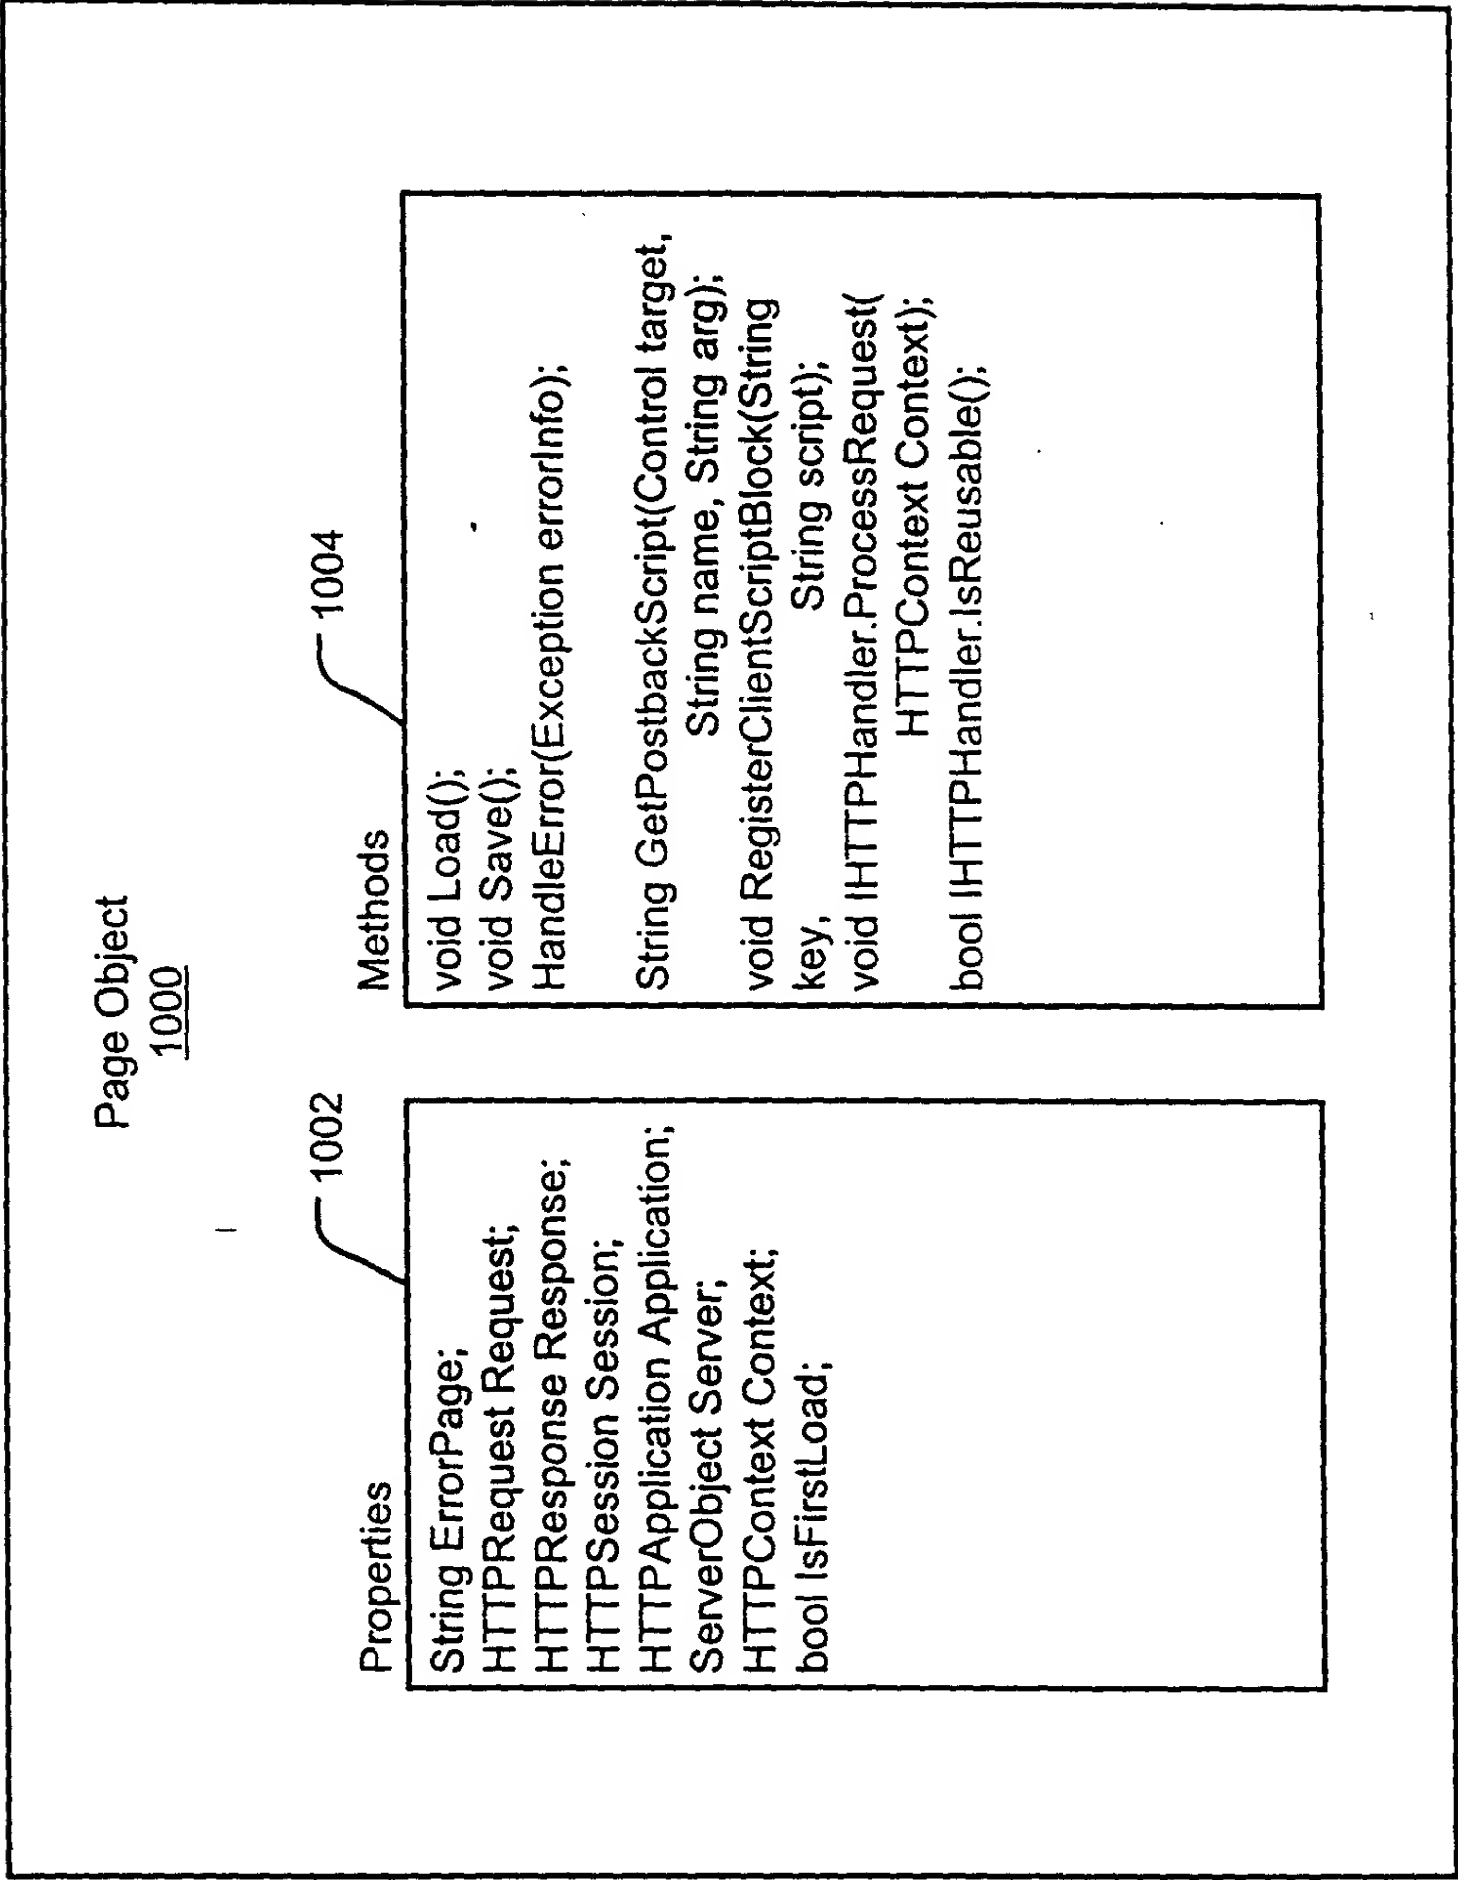 Page Object
1000
1002
Properties
String ErrorPage;
HTTPRequest Request;
HTTPResponse Response;
HTTPSession Session;
HTTPApplication Application;
ServerObject Server;
HTTPContext Context;
bool IsFirstLoad;
1004
Methods
void Load();
void Save();
HandleError(Exception errorInfo);
String GetPostbackScript(Control target,
String name, String arg);
void RegisterClientScriptBlock(String
key, String script);
void IHTTPHandler.ProcessRequest(
HTTPContext Context);
bool IHTTPHandler.IsReusable();